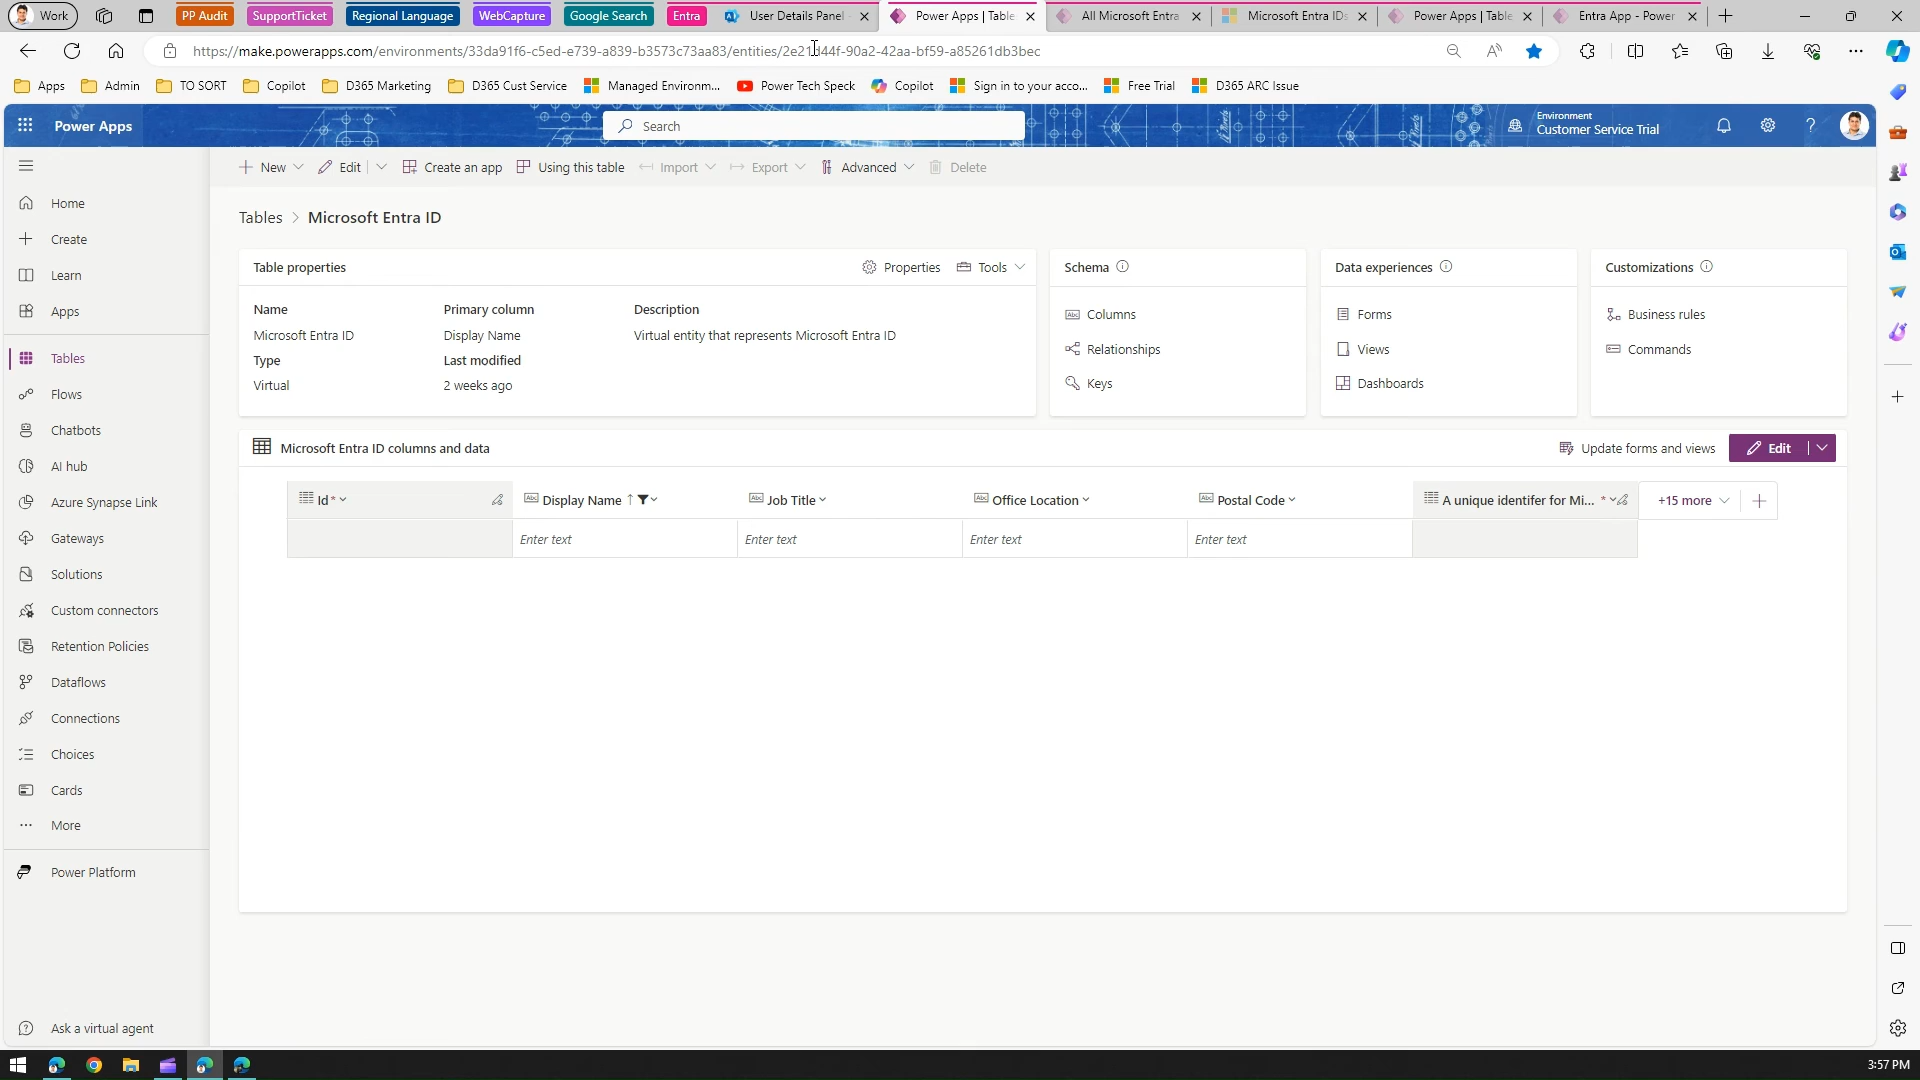 Work
PP Audit
SupportTicket
Regional Language
WebCapture
Google Search
Entra
User Details Panel
Power Apps | Table
All Microsoft Entra
Microsoft Entra IDs
Power Apps | Table
Entra App - Power
https://make.powerapps.com/environments/33da91f6-c5ed-e739-a839-b3573c73aa83/entities/2e21d44f-90a2-42aa-bf59-a85261db3bec
Apps
Admin
TO SORT
Copilot
D365 Marketing
D365 Cust Service
Managed Environm...
Power Tech Speck
Copilot
Sign in to your acco...
Free Trial
D365 ARC Issue
Power Apps
Search
Environment
Customer Service Trial
New
Edit
Create an app
Using this table
Import
Export
Advanced
Delete
Home
Create
Learn
Apps
Tables
Flows
Chatbots
AI hub
Azure Synapse Link
Gateways
Solutions
Custom connectors
Retention Policies
Dataflows
Connections
Choices
Cards
More
Power Platform
Ask a virtual agent
Tables > Microsoft Entra ID
Table properties
Properties
Tools
Name
Primary column
Description
Microsoft Entra ID
Display Name
Virtual entity that represents Microsoft Entra ID
Type
Last modified
Virtual
2 weeks ago
Schema
Columns
Relationships
Keys
Data experiences
Forms
Views
Dashboards
Customizations
Business rules
Commands
Microsoft Entra ID columns and data
Update forms and views
Edit
Id *
Display Name
Job Title
Office Location
Postal Code
A unique identifer for Mi... *
+15 more
Enter text
Enter text
Enter text
Enter text
3:57 PM